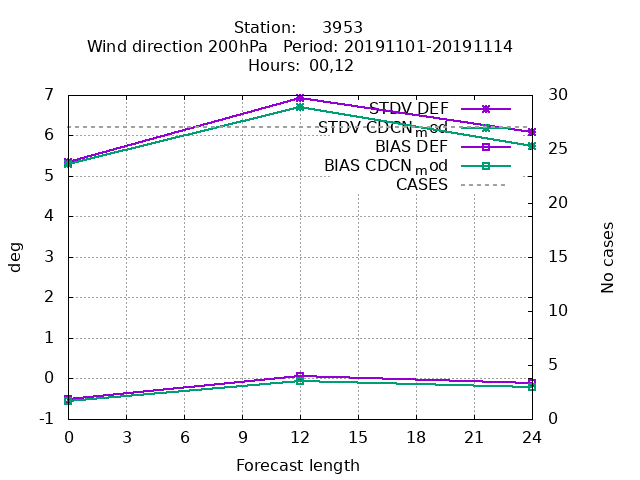 Station:     3953
Wind direction 200hPa   Period: 20191101-20191114
Hours:  00,12
7
6
5
4
3
2
1
0
-1
30
25
20
15
10
5
0
STDV DEF
STDV CDCNmod
BIAS DEF
BIAS CDCNmod
CASES
deg
No cases
0 3 6 9 12 15 18 21 24
Forecast length